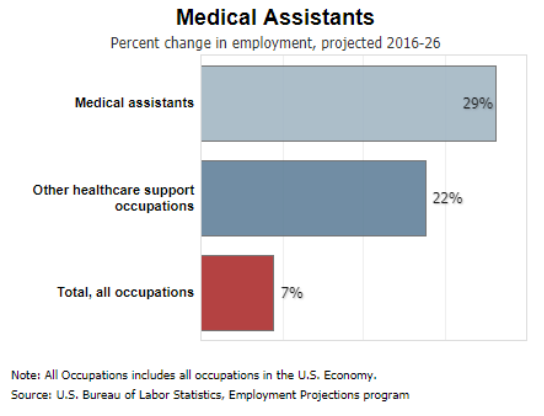 Medical Assistants
Percent change in employment, projected 2016-26
Medical assistants
29%
Other healthcare support
occupations
22%
Total, all occupations
7%
Note: All Occupations includes all occupations in the U.S. Economy.
Source: U.S. Bureau of Labor Statistics, Employment Projections program